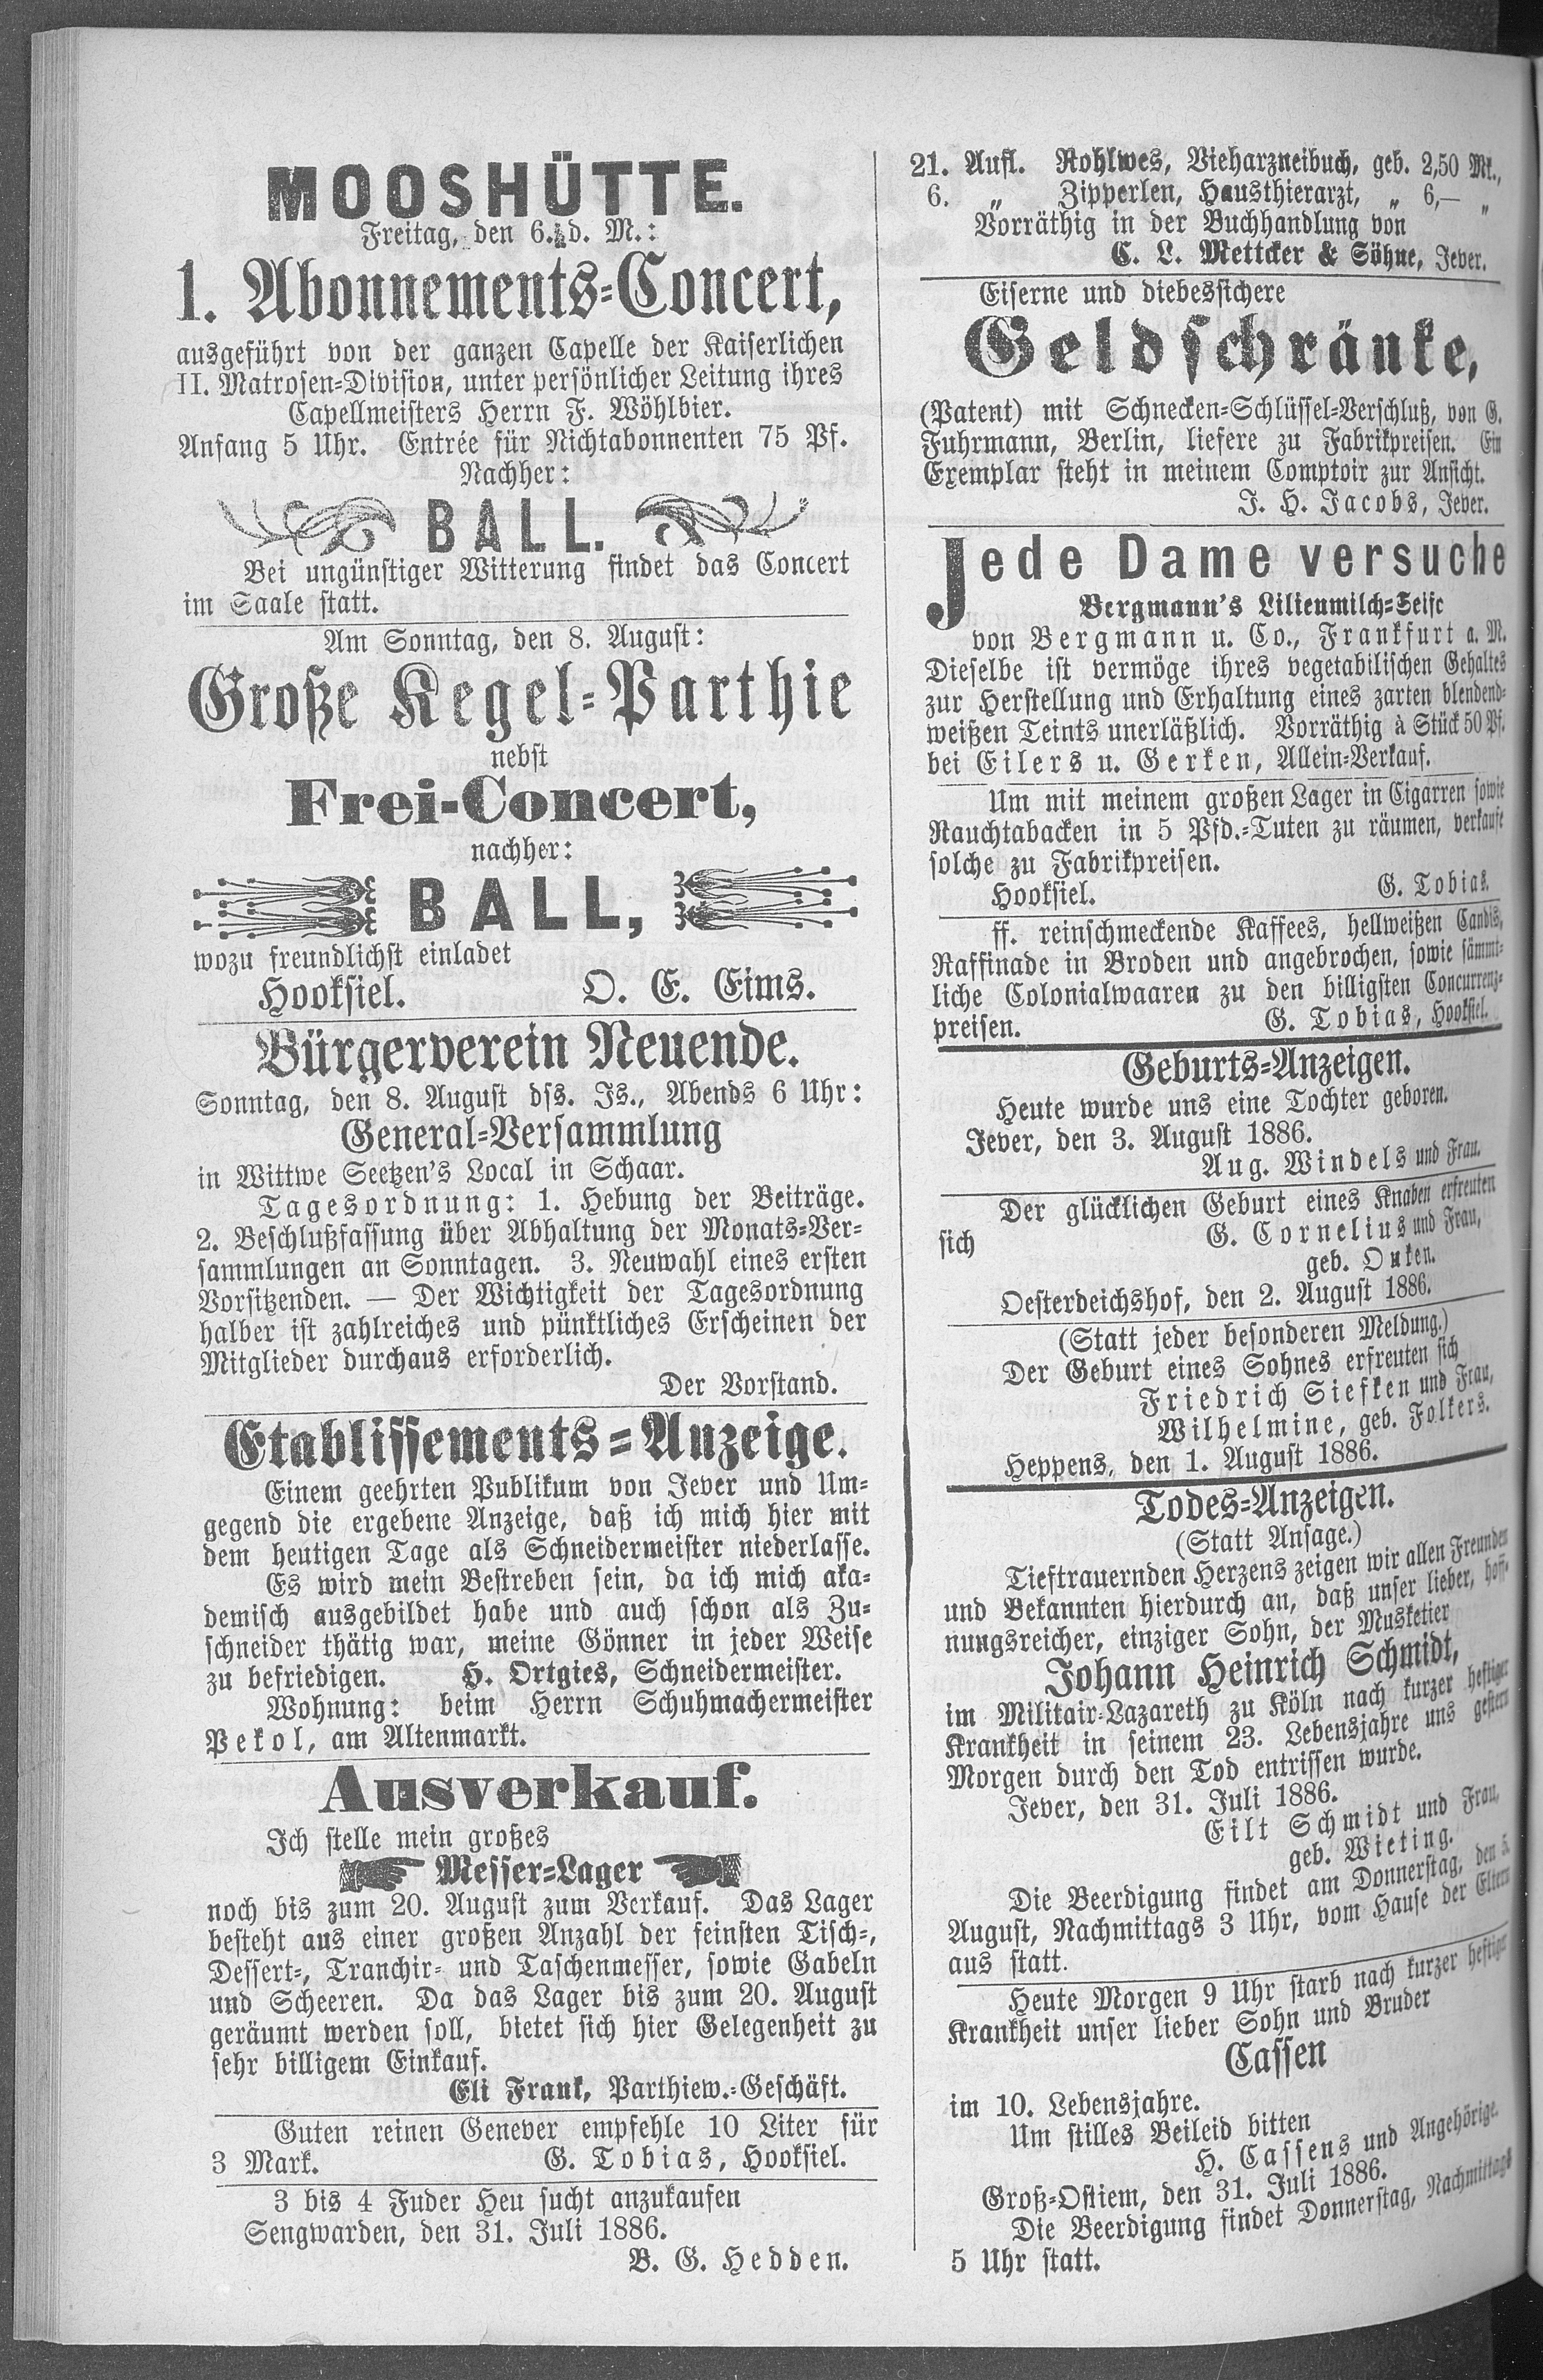 MOOSHÜTTE.
Freitag, den 6. d. M.:
1. Abonnements-Concert,
ausgeführt von der ganzen Capelle der Kaiserlichen
II. Matrosen-Division, unter persönlicher Leitung ihres
Capellmeisters Herrn F. Wöhlbier.
Anfang 5 Uhr. Entrée für Nichtabonnenten 75 Pf.
Nachher:
BALL.
Bei ungünstiger Witterung findet das Concert
im Saale statt.
Am Sonntag, den 8. August:
Große Kegel-Parthie
nebst
Frei-Concert,
nachher:
BALL,
wozu freundlichst einladet
Hooksiel. O. E. Eims.
Bürgerverein Neuende.
Sonntag, den 8. August dss. Js., Abends 6 Uhr:
General-Versammlung
in Wittwe Seetzen's Local in Schaar.
Tagesordnung: 1. Hebung der Beiträge.
2. Beschlußfassung über Abhaltung der Monats-Ver-
sammlungen an Sonntagen. 3. Neuwahl eines ersten
Vorsitzenden. — Der Wichtigkeit der Tagesordnung
halber ist zahlreiches und pünktliches Erscheinen der
Mitglieder durchaus erforderlich.
Der Vorstand.
Etablissements-Anzeige.
Einem geehrten Publikum von Jever und Um-
gegend die ergebene Anzeige, daß ich mich hier mit
dem heutigen Tage als Schneidermeister niederlasse.
Es wird mein Bestreben sein, da ich mich aka-
demisch ausgebildet habe und auch schon als Zu-
schneider thätig war, meine Gönner in jeder Weise
zu befriedigen. H. Ortgies, Schneidermeister.
Wohnung: beim Herrn Schuhmachermeister
Pekol, am Altenmarkt.
Ausverkauf.
Ich stelle mein großes
Messer-Lager
noch bis zum 20. August zum Verkauf. Das Lager
besteht aus einer großen Anzahl der feinsten Tisch-,
Dessert-, Tranchir- und Taschenmesser, sowie Gabeln
und Scheeren. Da das Lager bis zum 20. August
geräumt werden soll, bietet sich hier Gelegenheit zu
sehr billigem Einkauf.
Eli Frank, Parthiew.-Geschäft.
Guten reinen Genever empfehle 10 Liter für
3 Mark. G. Tobias, Hooksiel.
3 bis 4 Fuder Heu sucht anzukaufen
Sengwarden, den 31. Juli 1886.
B. G. Hedden.
21. Aufl. Rohlwes, Vieharzneibuch, geb. 2,50 Mk.,
6. „ Zipperlen, Hausthierarzt, „ 6,— „
Vorräthig in der Buchhandlung von
C. L. Mettcker & Söhne, Jever.
Eiserne und diebessichere
Geldschränke,
(Patent) mit Schnecken-Schlüssel-Verschluß, von G.
Fuhrmann, Berlin, liefere zu Fabrikpreisen. Ein
Exemplar steht in meinem Comptoir zur Ansicht.
J. H. Jacobs, Jever.
Jede Dame versuche
Bergmann's Lilienmilch-Seife
von Bergmann u. Co., Frankfurt a. M.
Dieselbe ist vermöge ihres vegetabilischen Gehaltes
zur Herstellung und Erhaltung eines zarten blendend-
weißen Teints unerläßlich. Vorräthig à Stück 50 Pf.
bei Eilers u. Gerken, Allein-Verkauf.
Um mit meinem großen Lager in Cigarren sowie
Rauchtabacken in 5 Pfd.-Tuten zu räumen, verkaufe
solche zu Fabrikpreisen.
Hooksiel. G. Tobias.
ff. reinschmeckende Kaffees, hellweißen Candis,
Raffinade in Broden und angebrochen, sowie sämmt-
liche Colonialwaaren zu den billigsten Concurrenz-
preisen. G. Tobias, Hooksiel.
Geburts-Anzeigen.
Heute wurde uns eine Tochter geboren.
Jever, den 3. August 1886.
Aug. Windels und Frau.
Der glücklichen Geburt eines Knaben erfreuten
sich G. Cornelius und Frau,
geb. Onken.
Oesterdeichshof, den 2. August 1886.
(Statt jeder besonderen Meldung.)
Der Geburt eines Sohnes erfreuten sich
Friedrich Siefken und Frau,
Wilhelmine, geb. Folkers.
Heppens, den 1. August 1886.
Todes-Anzeigen.
(Statt Ansage.)
Tieftrauernden Herzens zeigen wir allen Freunden
und Bekannten hierdurch an, daß unser lieber, hoff-
nungsreicher, einziger Sohn, der Musketier
Johann Heinrich Schmidt,
im Militair-Lazareth zu Köln nach kurzer heftiger
Krankheit in seinem 23. Lebensjahre uns gestern
Morgen durch den Tod entrissen wurde.
Jever, den 31. Juli 1886.
Eilt Schmidt und Frau,
geb. Wieting.
Die Beerdigung findet am Donnerstag, den 5.
August, Nachmittags 3 Uhr, vom Hause der Eltern
aus statt.
Heute Morgen 9 Uhr starb nach kurzer heftiger
Krankheit unser lieber Sohn und Bruder
Cassen
im 10. Lebensjahre.
Um stilles Beileid bitten
H. Cassens und Angehörige.
Groß-Ostiem, den 31. Juli 1886.
Die Beerdigung findet Donnerstag, Nachmittags
5 Uhr statt.